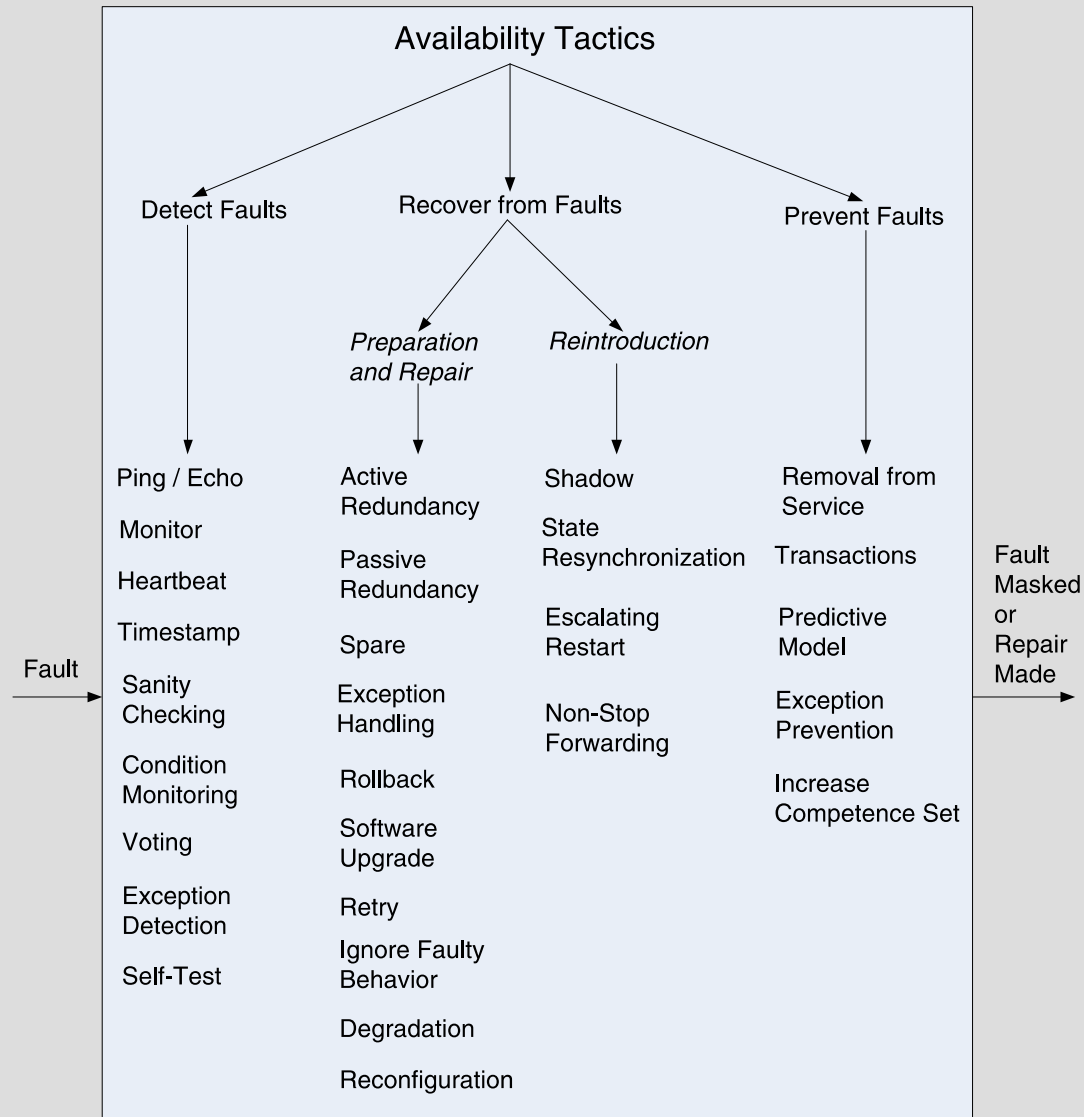 Availability Tactics
Detect Faults
Recover from Faults
Prevent Faults
Preparation
and Repair
Reintroduction
Ping / Echo
Monitor
Heartbeat
Timestamp
Sanity
Checking
Condition
Monitoring
Voting
Exception
Detection
Self-Test
Active
Redundancy
Passive
Redundancy
Spare
Exception
Handling
Rollback
Software
Upgrade
Retry
Ignore Faulty
Behavior
Degradation
Reconfiguration
Shadow
State
Resynchronization
Escalating
Restart
Non-Stop
Forwarding
Removal from
Service
Transactions
Predictive
Model
Exception
Prevention
Increase
Competence Set
Fault
Fault
Masked
or
Repair
Made